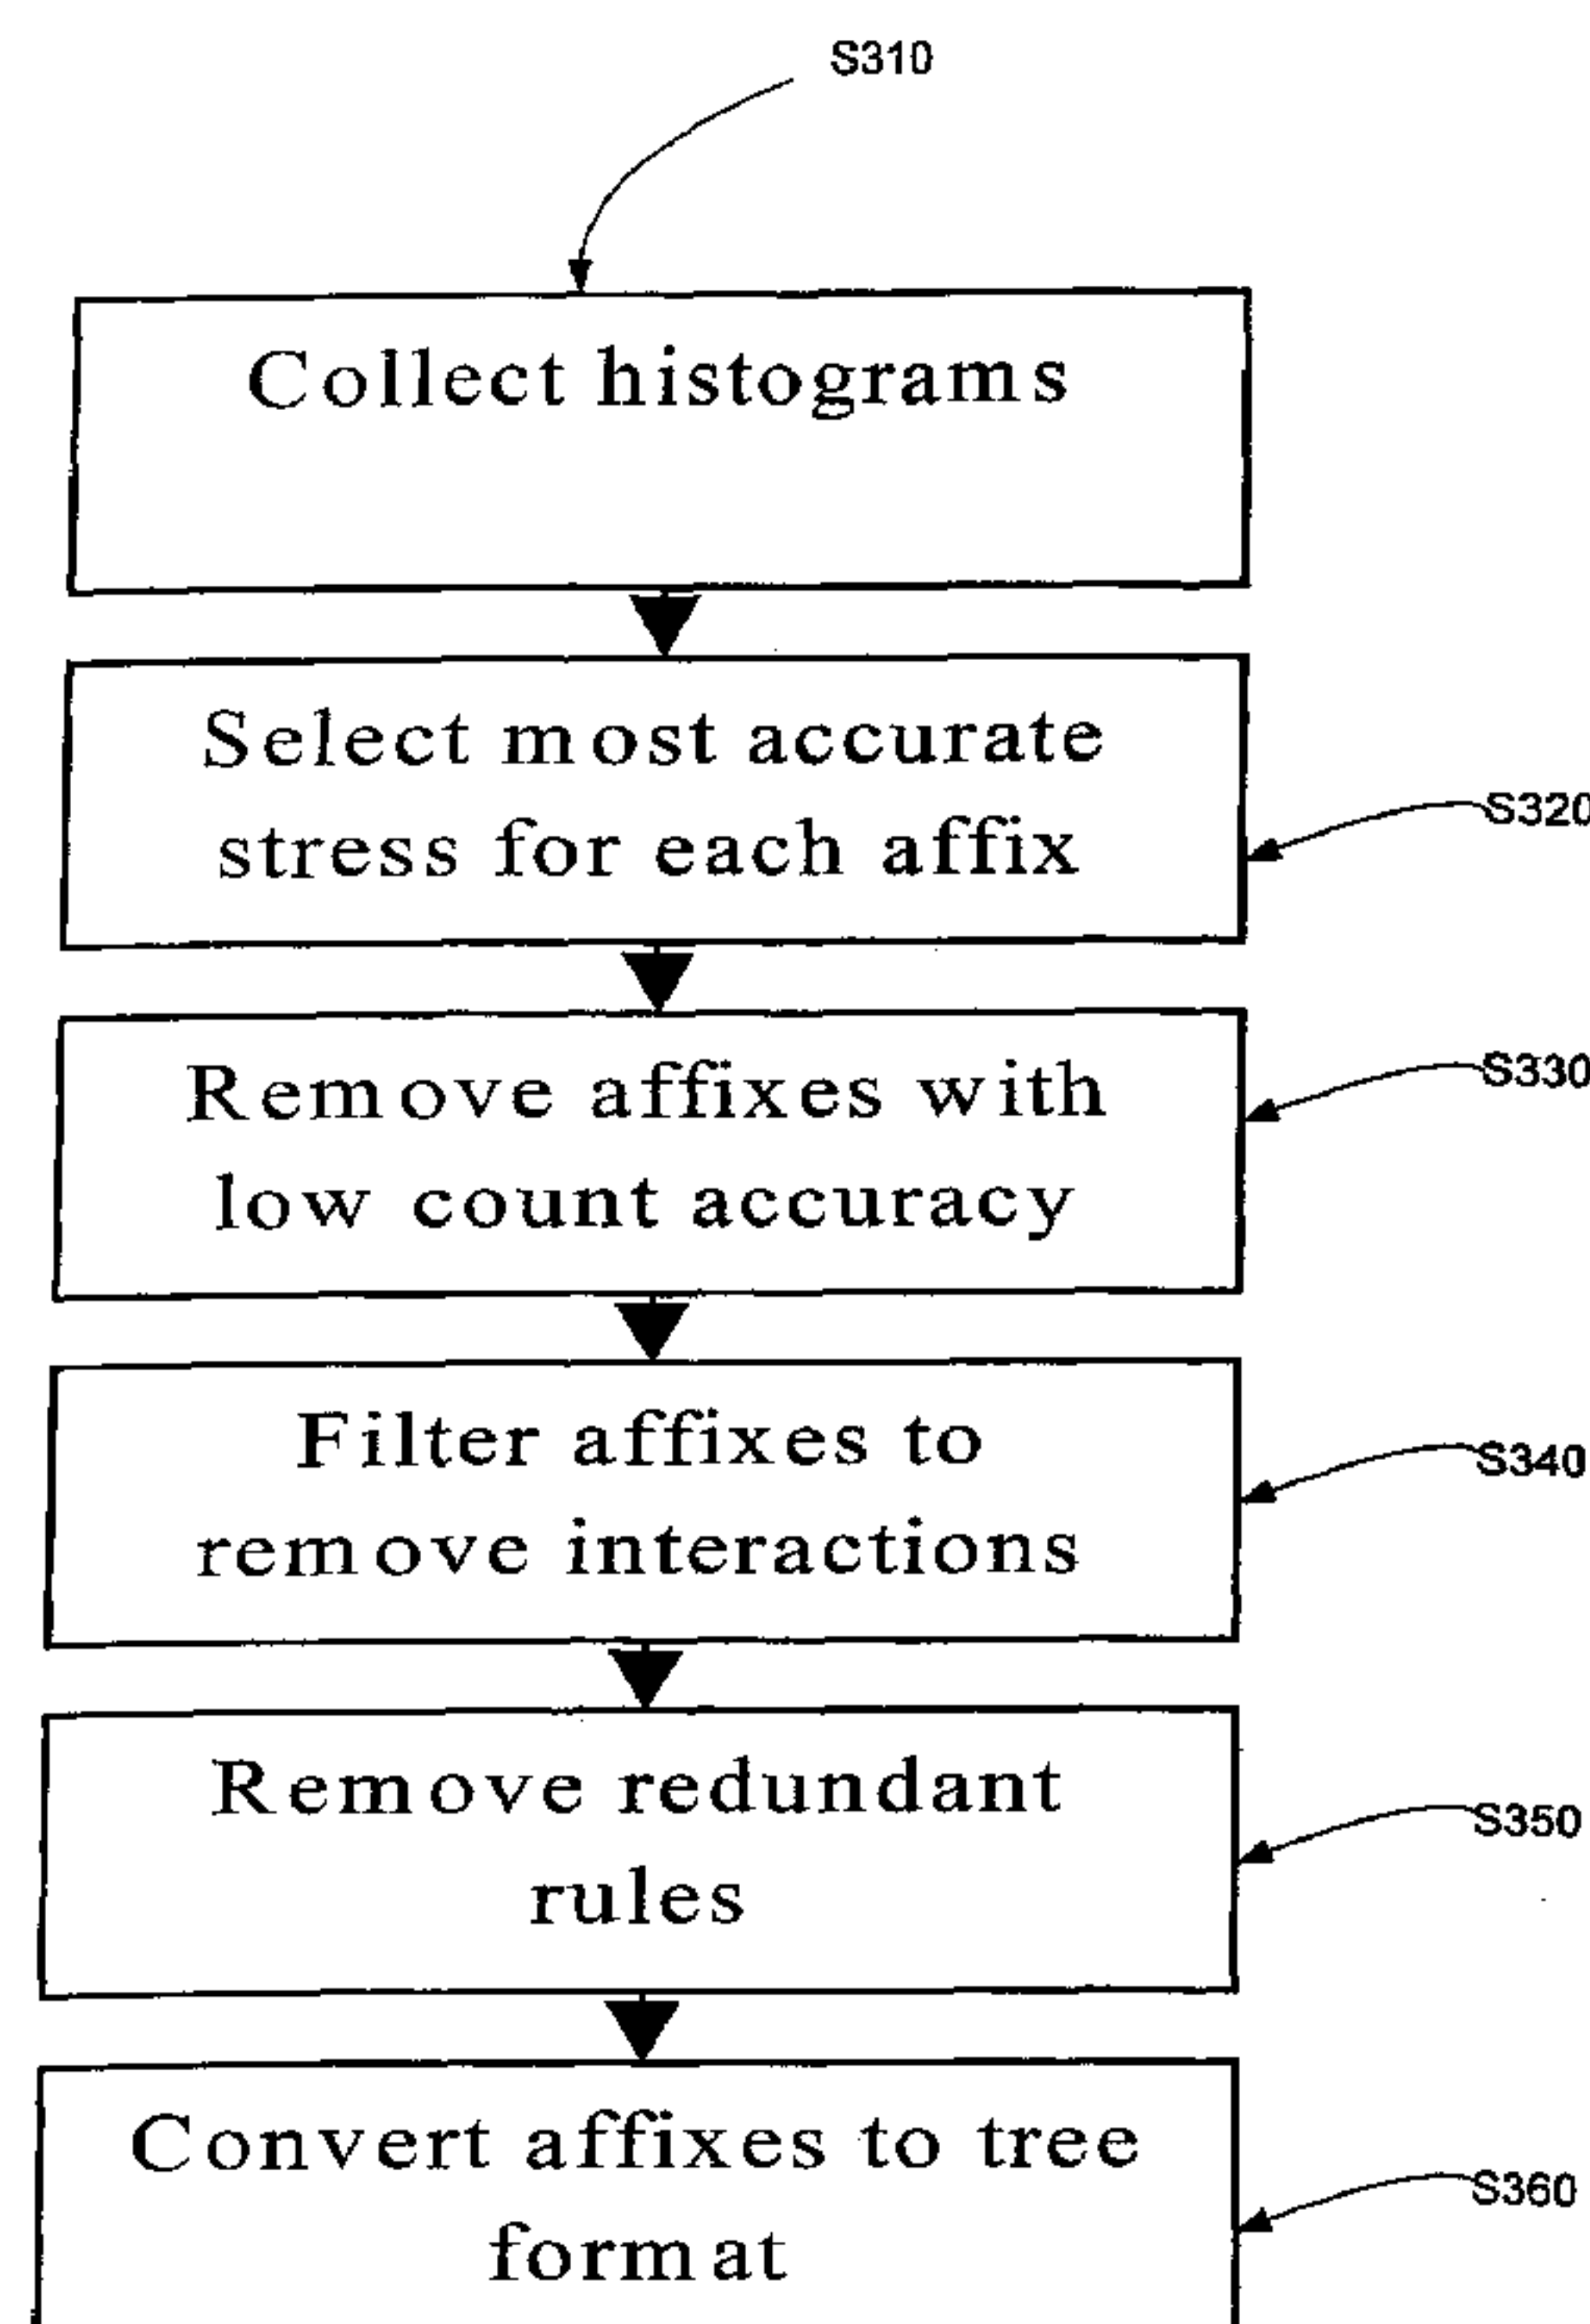 S310
Collect histograms
Select most accurate
stress for each affix
S320
Remove affixes with
low count accuracy
S330
Filter affixes to
remove interactions
S340
Remove redundant
rules
S350
Convert affixes to tree
format
S360